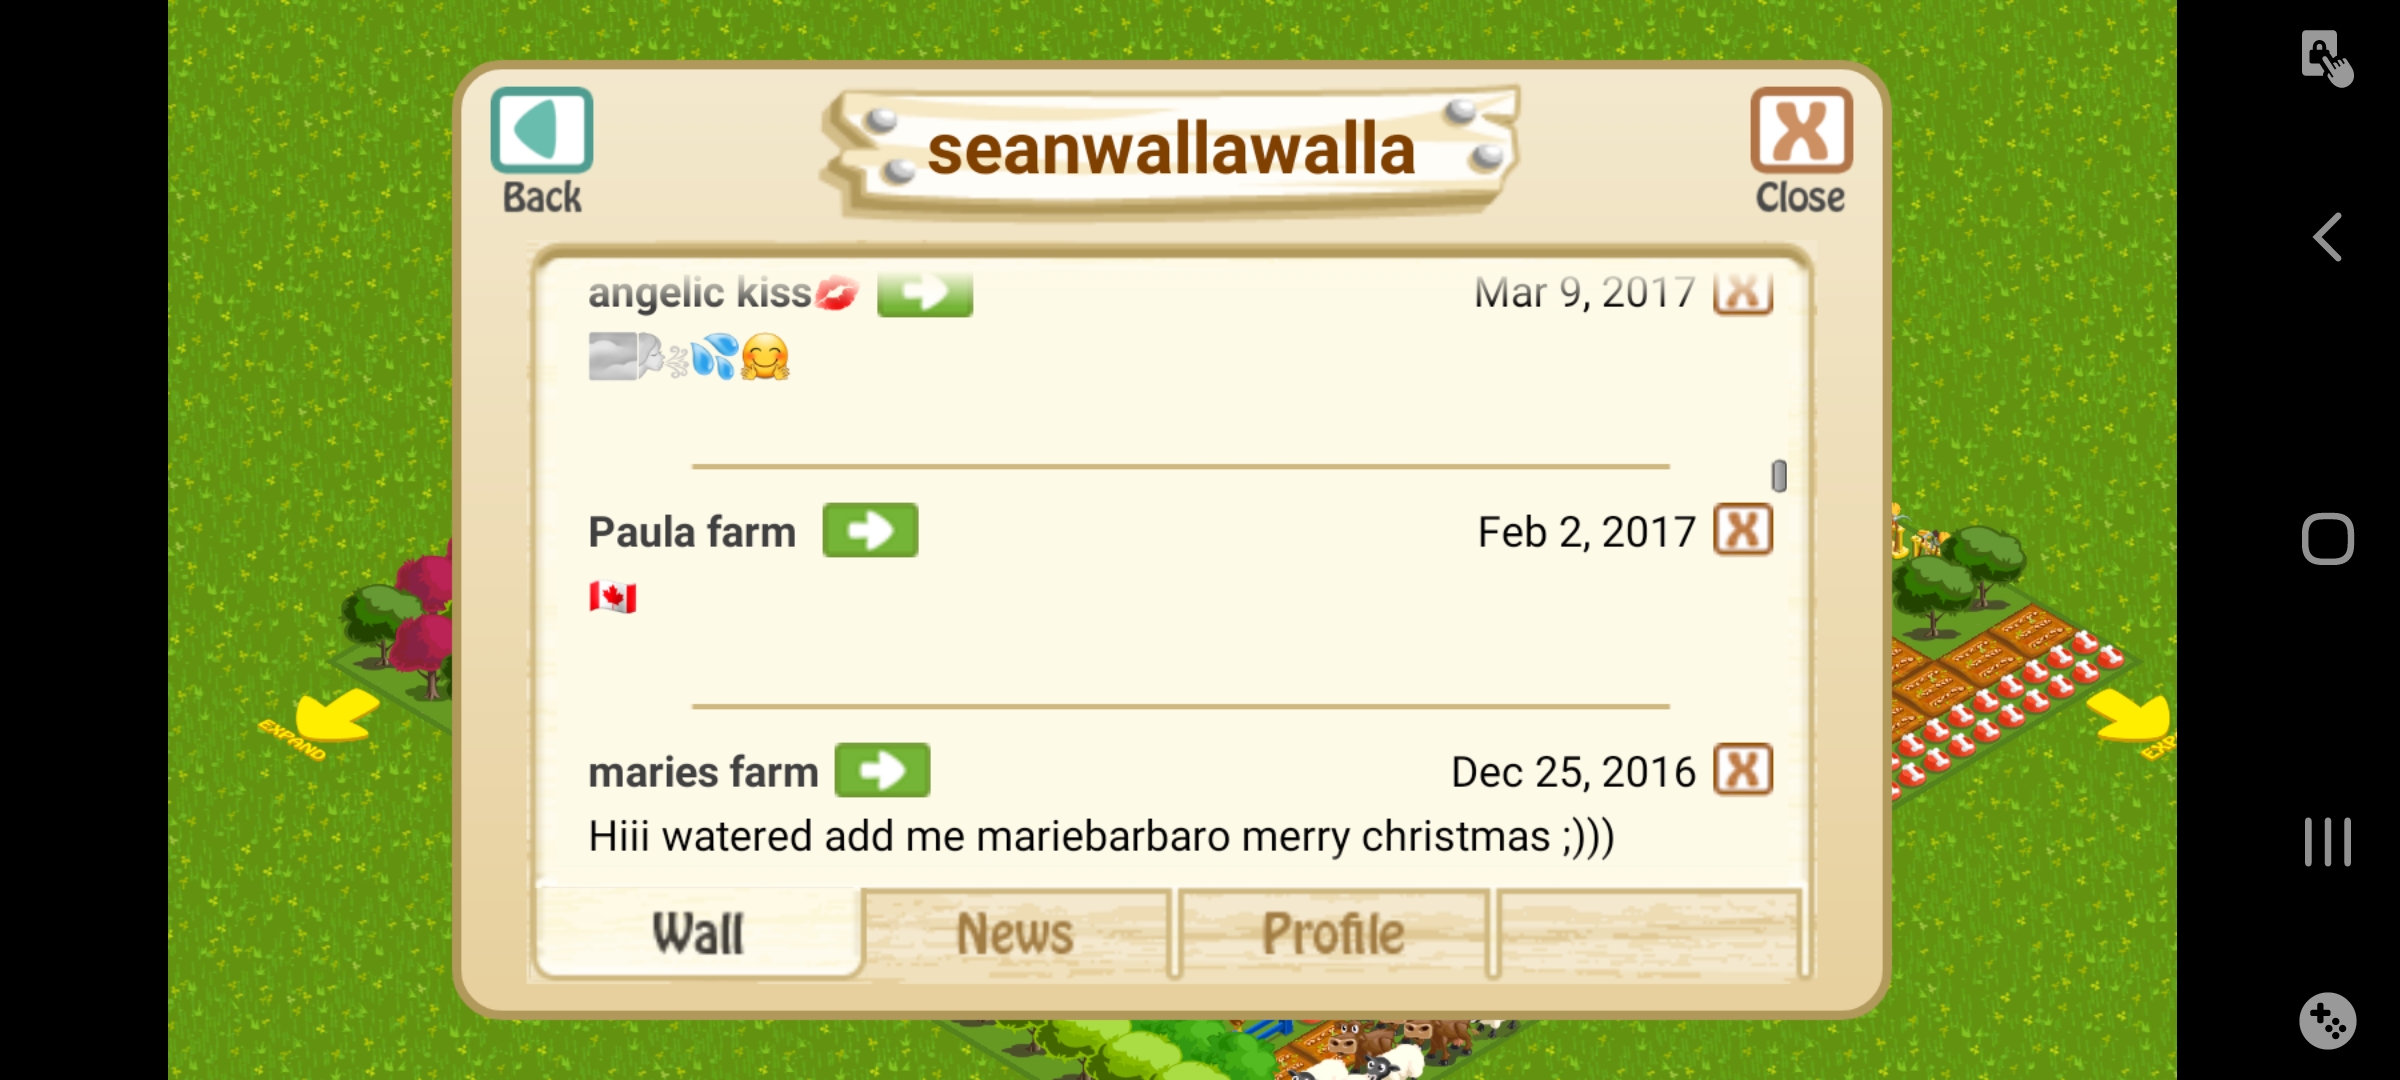 Back
seanwallawalla
Close
angelic kiss💋
Mar 9, 2017
🌫🌬💦🤗
Paula farm
Feb 2, 2017
🇨🇦
maries farm
Dec 25, 2016
Hiii watered add me mariebarbaro merry christmas ;)))
Wall
News
Profile
EXPAND
EXP